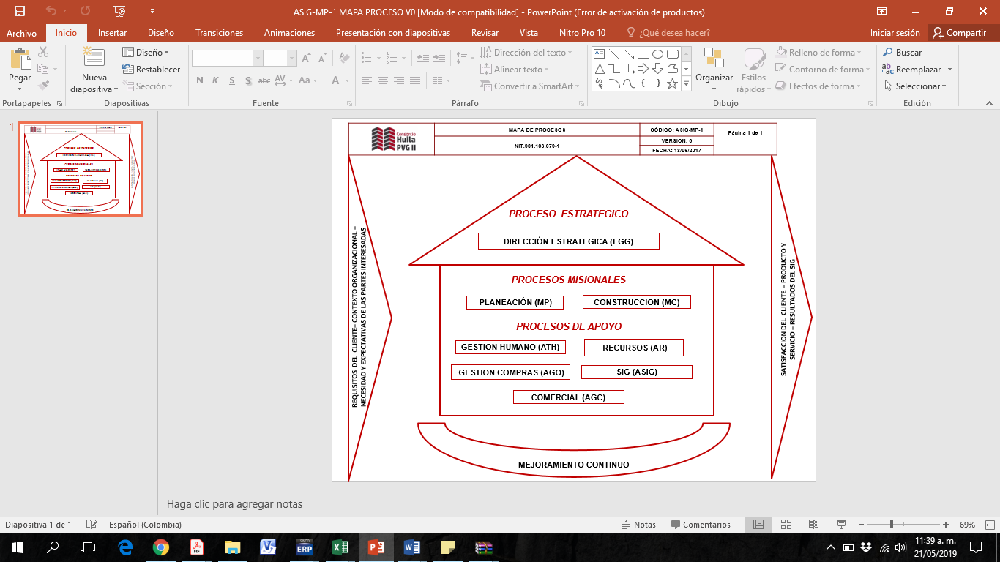 ASIG-MP-1 MAPA PROCESO V0 [Modo de compatibilidad] - PowerPoint (Error de activación de productos)
Archivo Inicio Insertar Diseño Transiciones Animaciones Presentación con diapositivas Revisar Vista Nitro Pro 10 ¿Qué desea hacer? Iniciar sesión Compartir
Pegar
Nueva diapositiva
Diseño
Restablecer
Sección
N K S S abc AV Aa A
Dirección del texto
Alinear texto
Convertir a SmartArt
Organizar
Estilos rápidos
Relleno de forma
Contorno de forma
Efectos de forma
Buscar
Reemplazar
Seleccionar
Portapapeles Diapositivas Fuente Párrafo Dibujo Edición
1
Consorcio
Huila
PVG II
MAPA DE PROCESOS
NIT.901.103.679-1
CÓDIGO: ASIG-MP-1
VERSION: 0
FECHA: 18/06/2017
Página 1 de 1
REQUISITOS DEL CLIENTE– CONTEXTO ORGANIZACIONAL –
NECESIDAD Y EXPECTATIVAS DE LAS PARTES INTERESADAS
PROCESO ESTRATEGICO
DIRECCIÓN ESTRATEGICA (EGG)
PROCESOS MISIONALES
PLANEACIÓN (MP) CONSTRUCCION (MC)
PROCESOS DE APOYO
GESTION HUMANO (ATH) RECURSOS (AR)
GESTION COMPRAS (AGO) SIG (ASIG)
COMERCIAL (AGC)
MEJORAMIENTO CONTINUO
SATISFACCION DEL CLIENTE – PRODUCTO Y
SERVICIO – RESULTADOS DEL SIG
Haga clic para agregar notas
Diapositiva 1 de 1 Español (Colombia) Notas Comentarios 69%
ERP
11:39 a. m.
21/05/2019